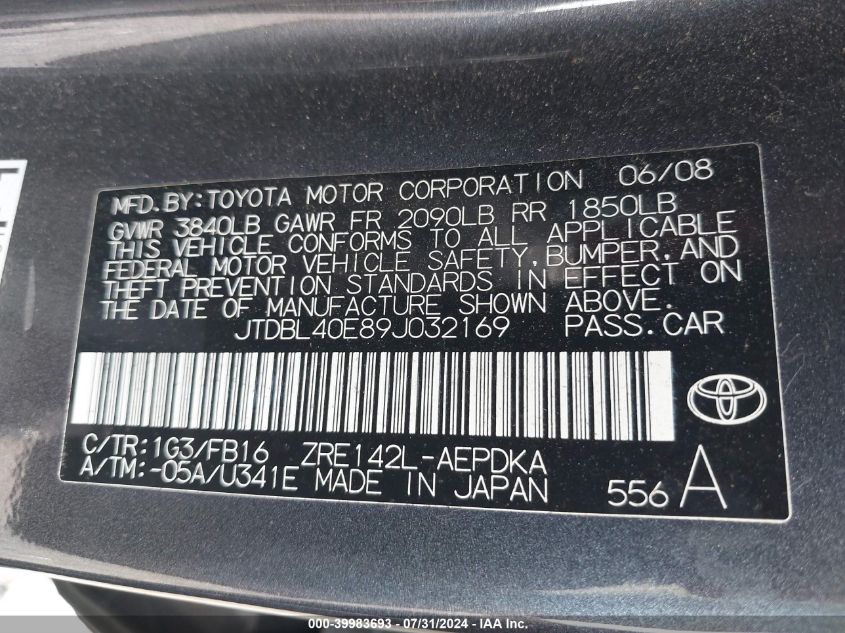 MFD.BY:TOYOTA MOTOR CORPORATION 06/08
GVWR 3840LB GAWR FR 2090LB RR 1850LB
THIS VEHICLE CONFORMS TO ALL APPLICABLE
FEDERAL MOTOR VEHICLE SAFETY, BUMPER, AND
THEFT PREVENTION STANDARDS IN EFFECT ON
THE DATE OF MANUFACTURE SHOWN ABOVE.
JTDBL40E89J032169 PASS.CAR
C/TR:1G3/FB16 ZRE142L-AEPDKA
A/TM:-05A/U341E MADE IN JAPAN 556 A
000-39983693 / 07/31/2024 - IAA Inc.